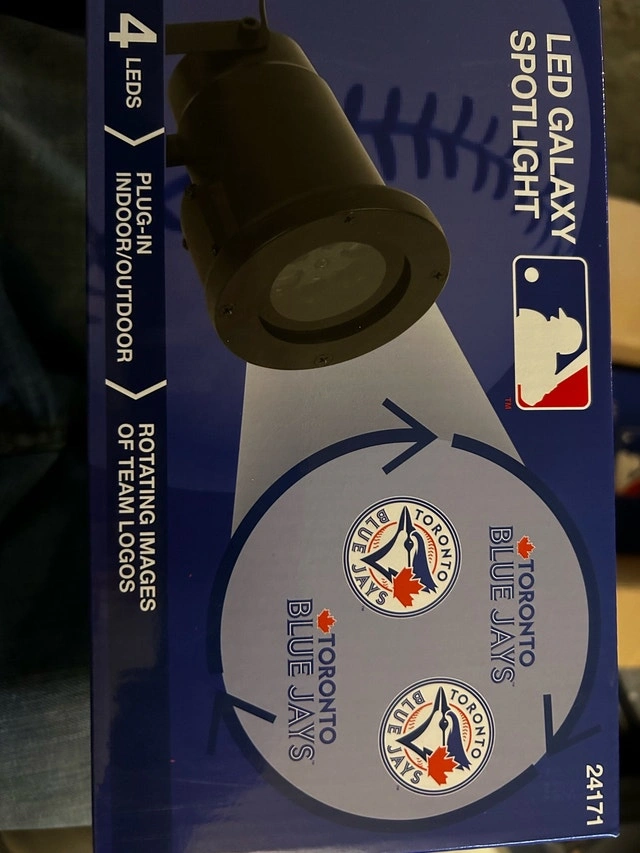 LED GALAXY
SPOTLIGHT
TM
TORONTO
BLUE JAYS
TORONTO
BLUE JAYS
TORONTO
BLUE JAYS
TORONTO
BLUE JAYS
24171
4 LEDS
PLUG-IN
INDOOR/OUTDOOR
ROTATING IMAGES
OF TEAM LOGOS